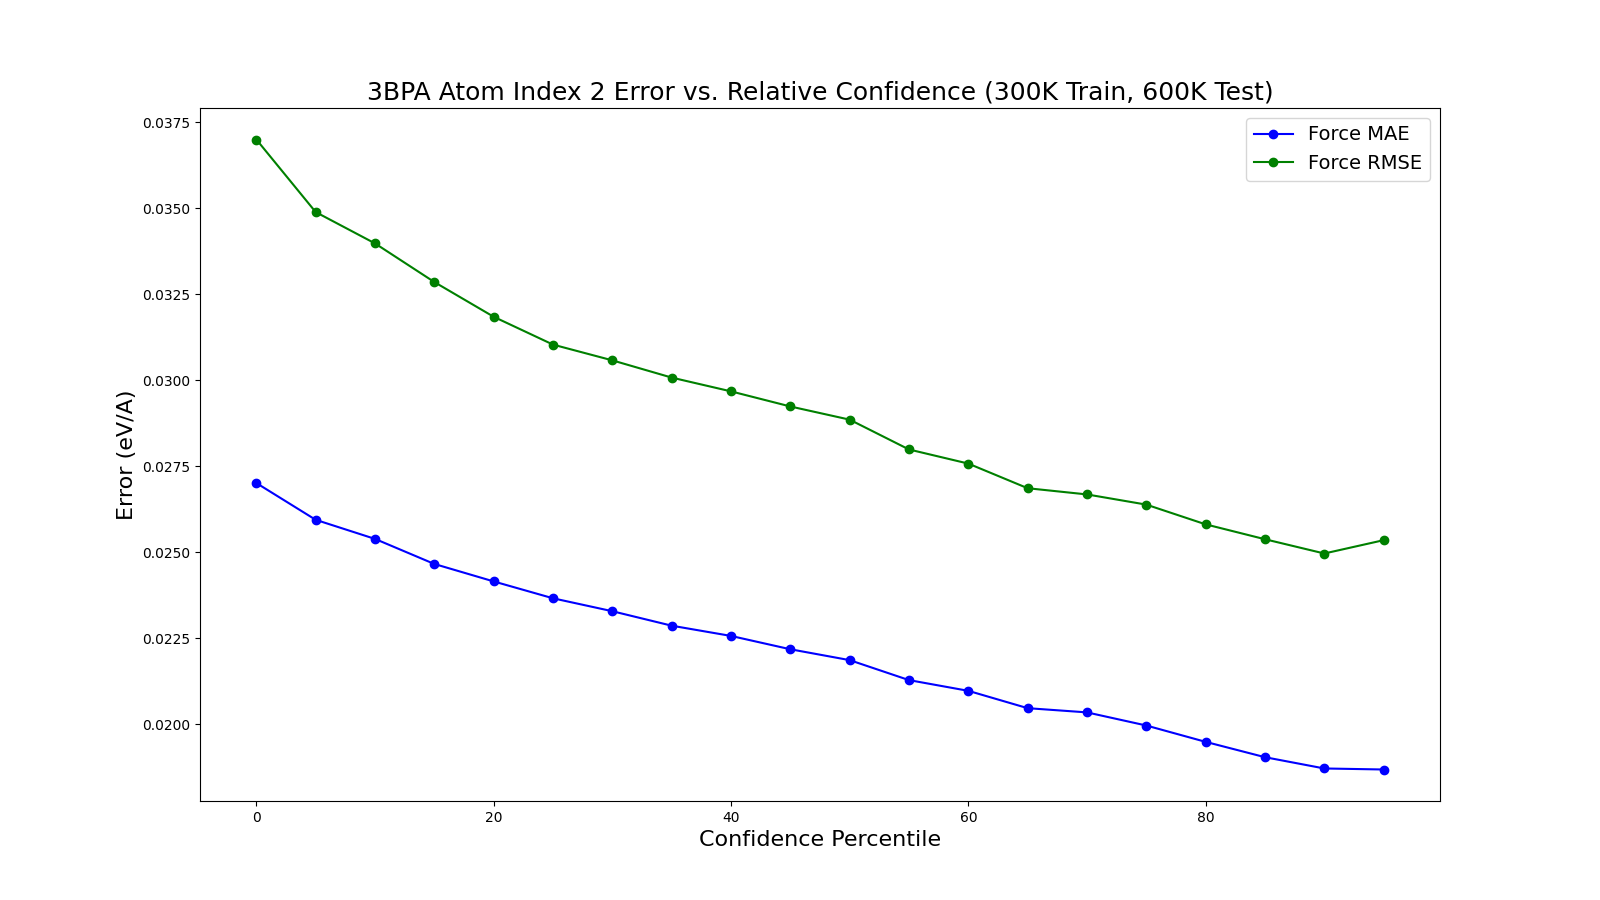 3BPA Atom Index 2 Error vs. Relative Confidence (300K Train, 600K Test)
Force MAE
Force RMSE
Error (eV/A)
0.0375
0.0350
0.0325
0.0300
0.0275
0.0250
0.0225
0.0200
0 20 40 60 80
Confidence Percentile